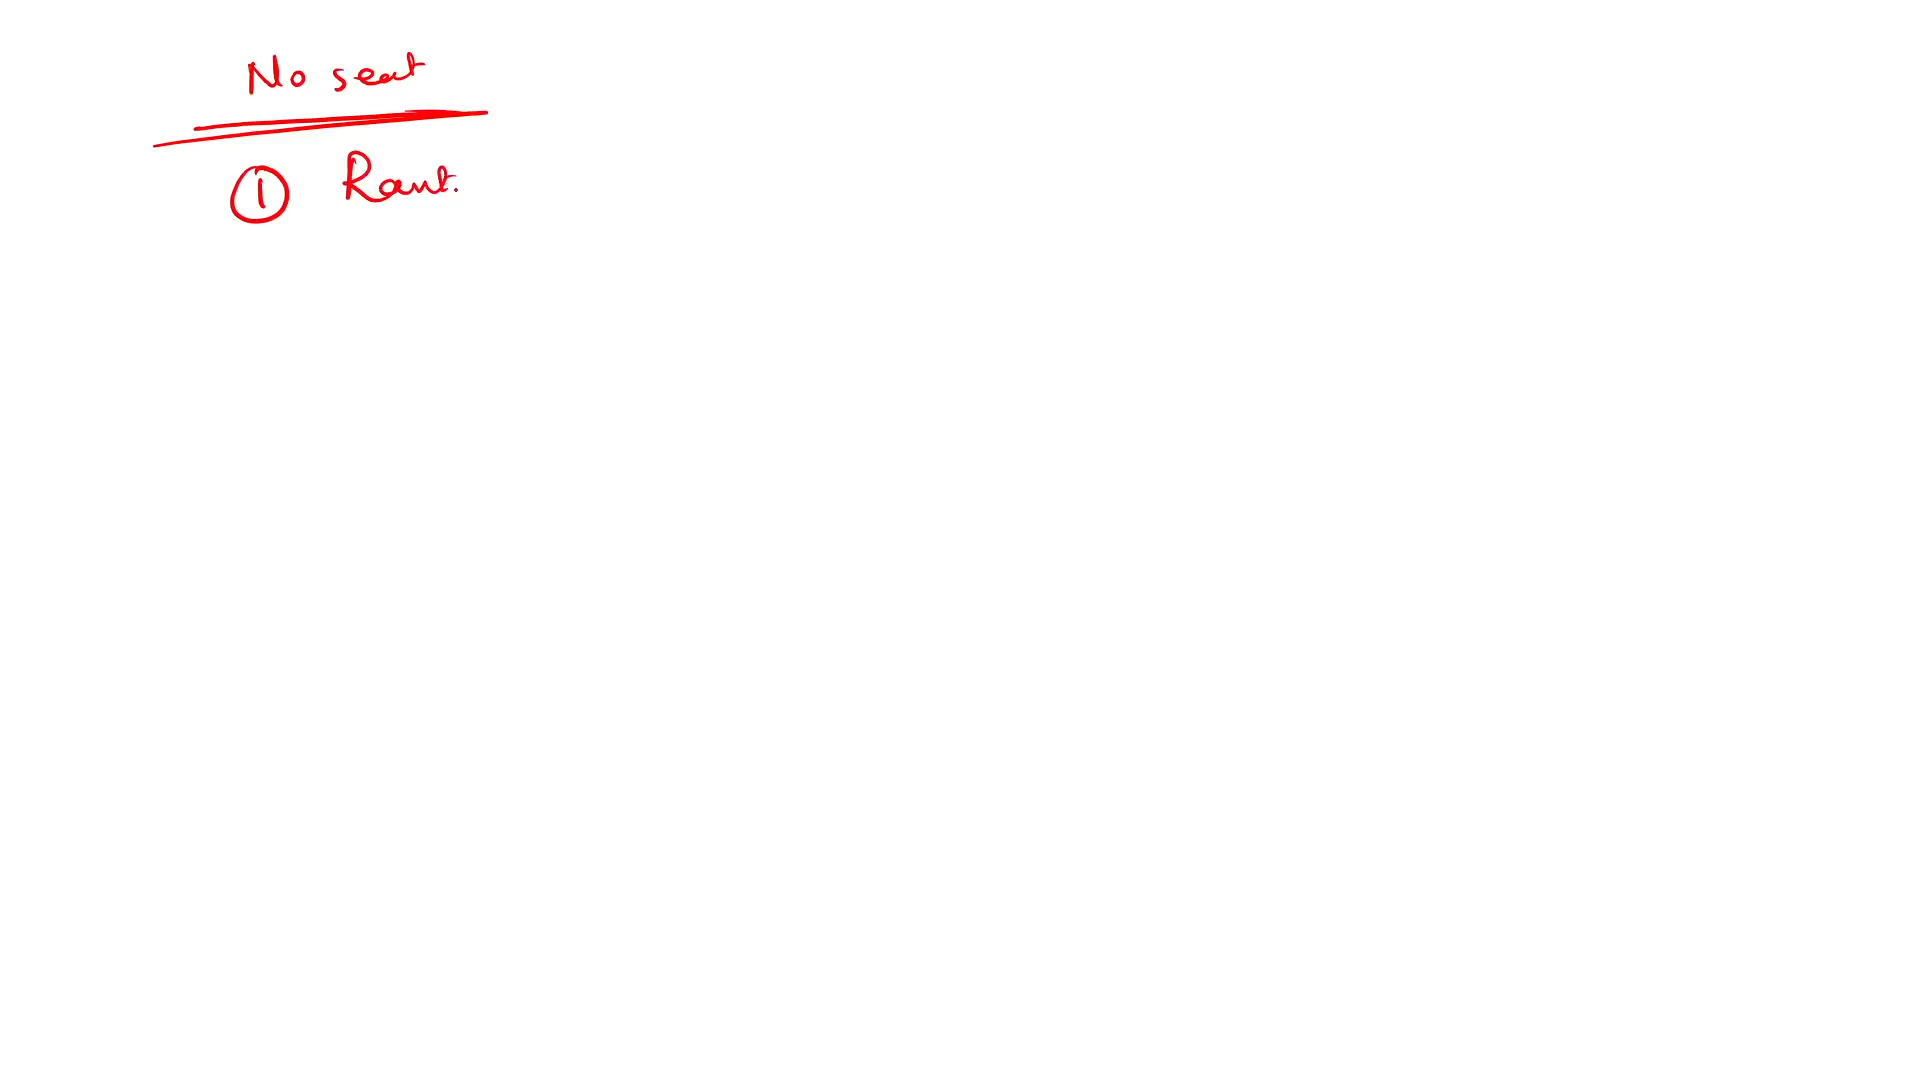 No seat
① Rant.